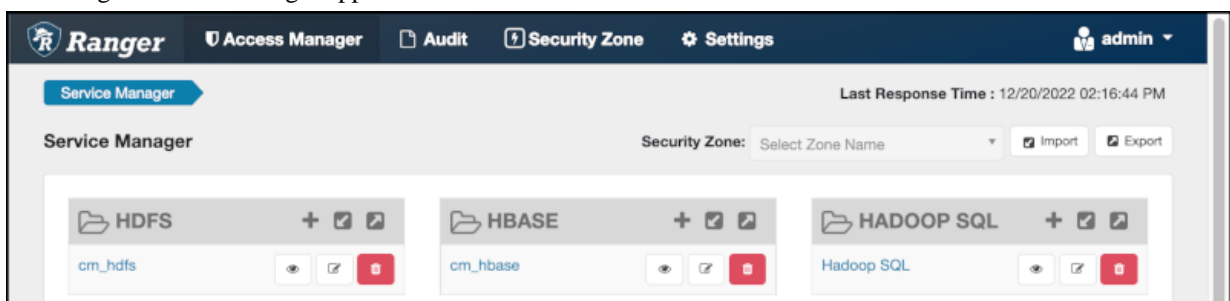 Ranger Access Manager Audit Security Zone Settings admin
Service Manager Last Response Time : 12/20/2022 02:16:44 PM
Service Manager Security Zone: Select Zone Name Import Export
HDFS HBASE HADOOP SQL
cm_hdfs cm_hbase Hadoop SQL